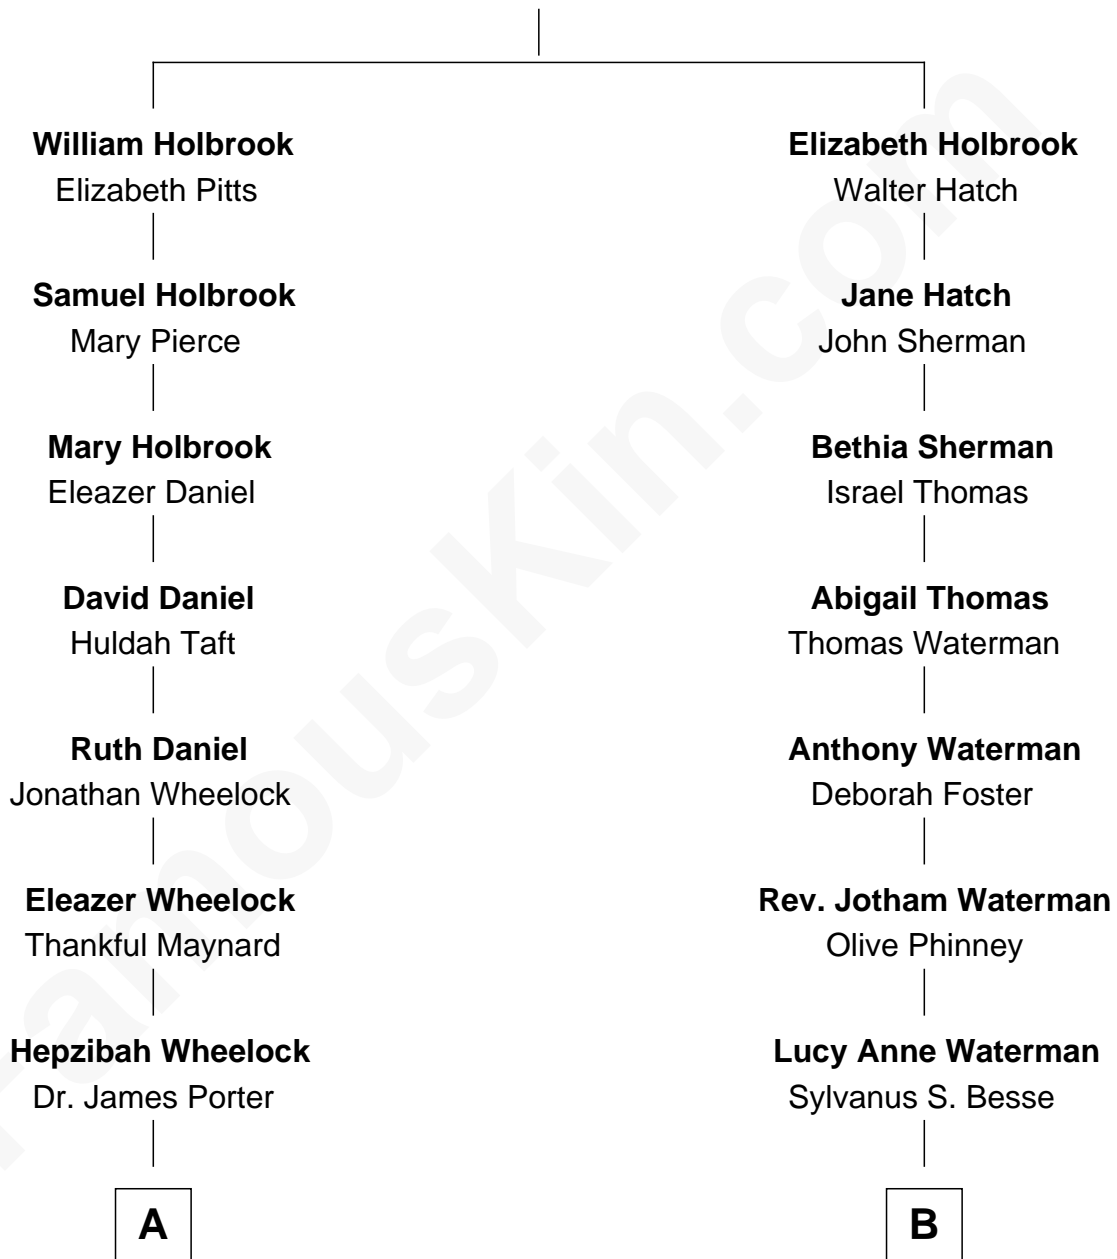 William Holbrook
Elizabeth Pitts
Samuel Holbrook
Mary Pierce
Mary Holbrook
Eleazer Daniel
David Daniel
Huldah Taft
Ruth Daniel
Jonathan Wheelock
Eleazer Wheelock
Thankful Maynard
Hepzibah Wheelock
Dr. James Porter
A
Elizabeth Holbrook
Walter Hatch
Jane Hatch
John Sherman
Bethia Sherman
Israel Thomas
Abigail Thomas
Thomas Waterman
Anthony Waterman
Deborah Foster
Rev. Jotham Waterman
Olive Phinney
Lucy Anne Waterman
Sylvanus S. Besse
B
FamousKin.com